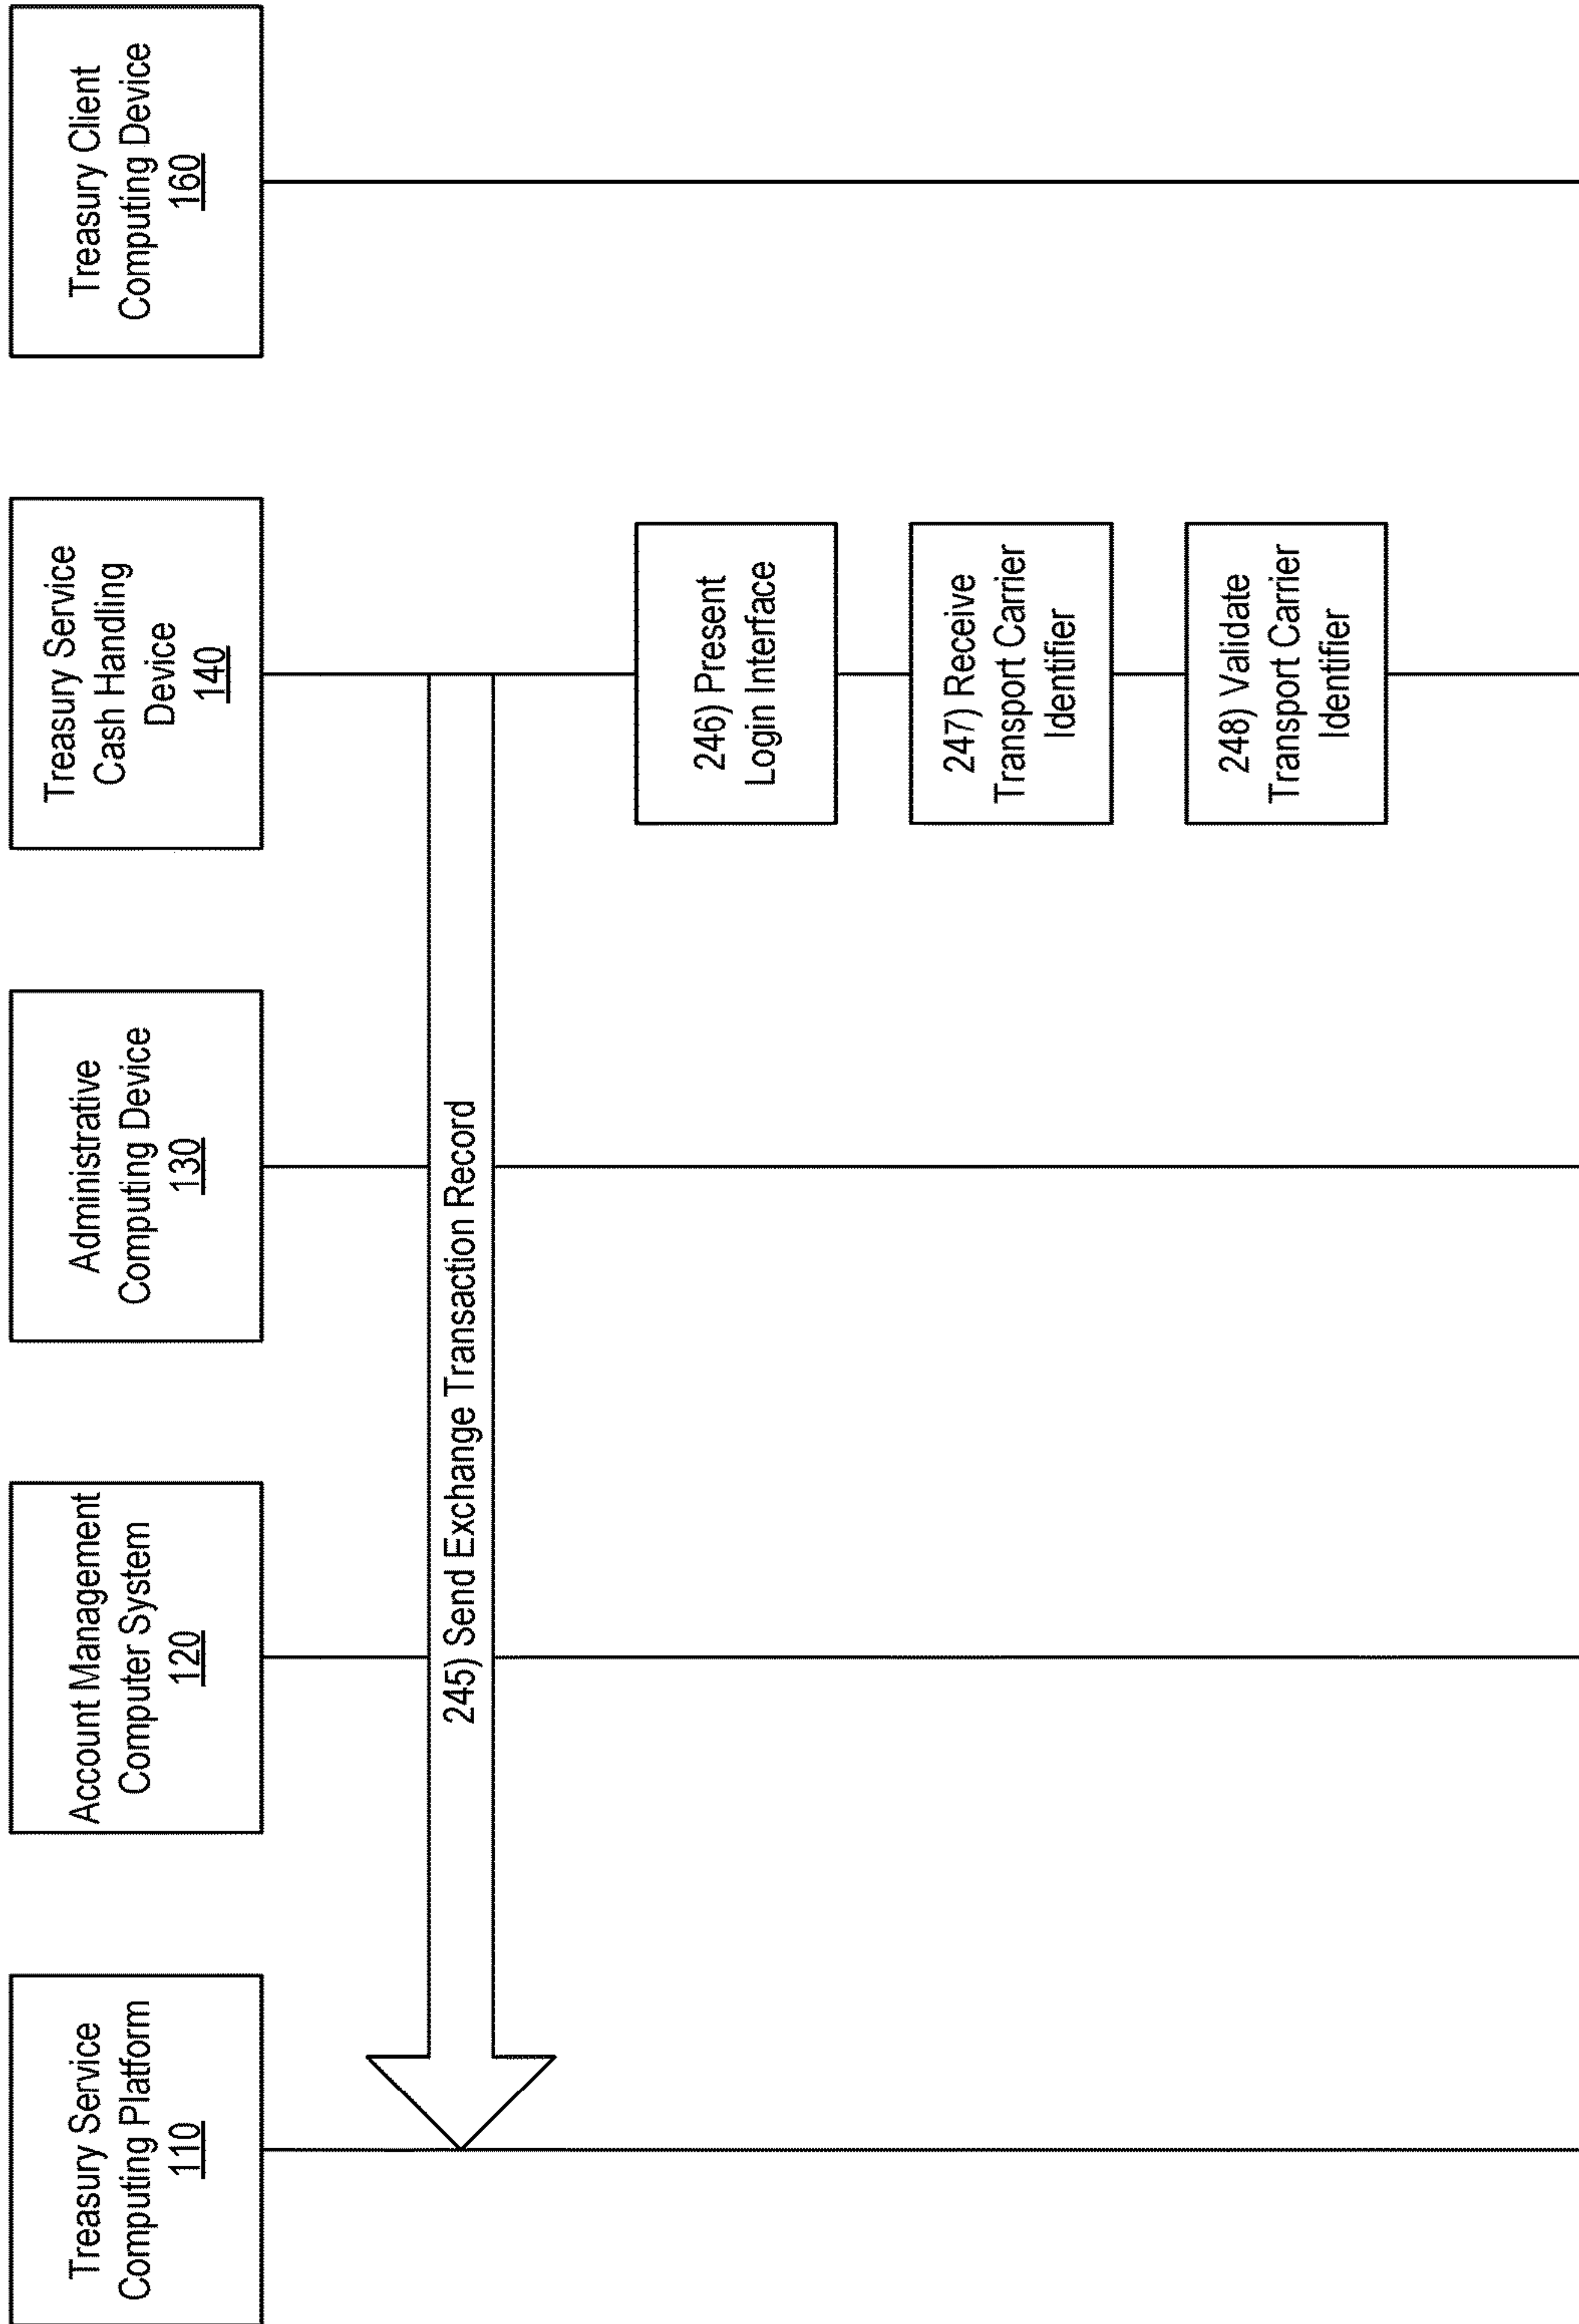 Treasury Service
Computing Platform
110
Account Management
Computer System
120
Administrative
Computing Device
130
Treasury Service
Cash Handling
Device
140
Treasury Client
Computing Device
160
245) Send Exchange Transaction Record
246) Present
Login Interface
247) Receive
Transport Carrier
Identifier
248) Validate
Transport Carrier
Identifier